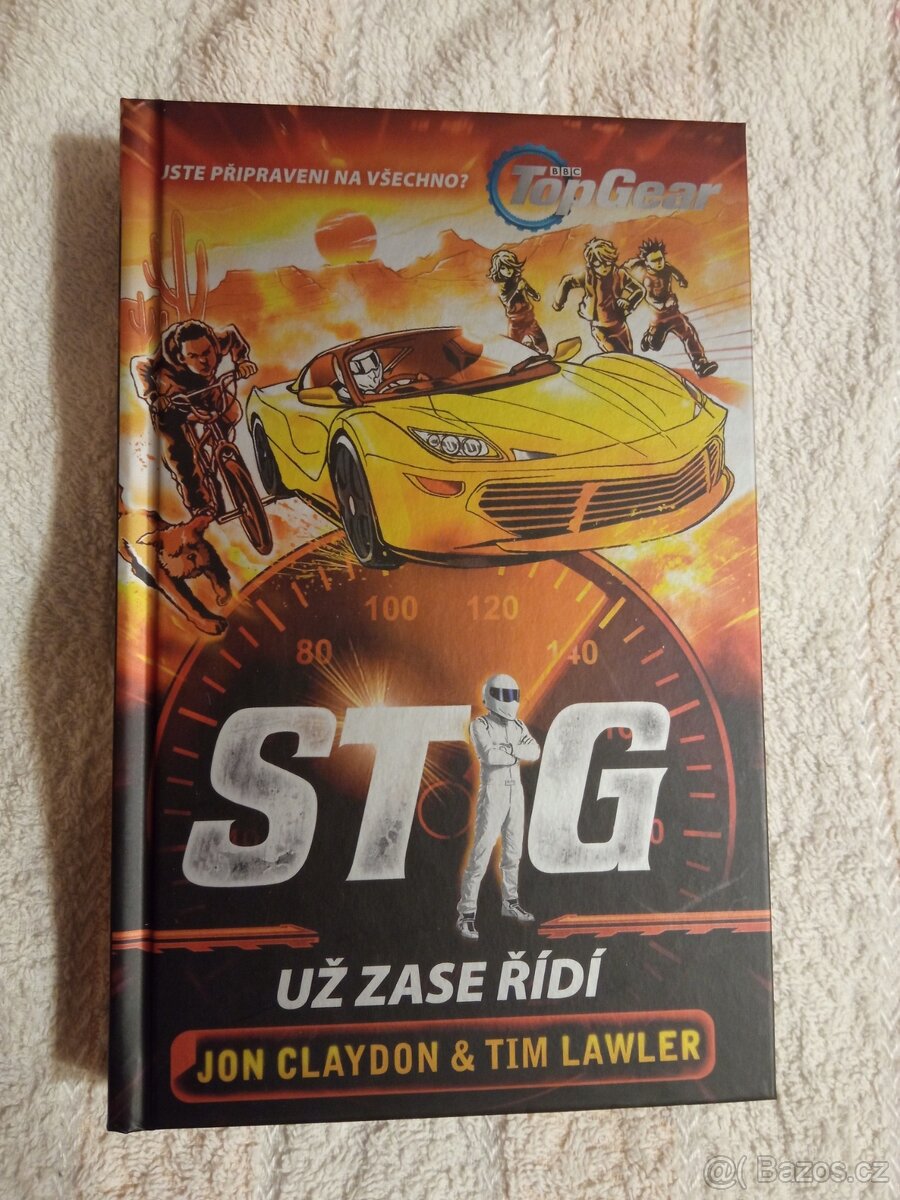 JSTE PŘIPRAVENI NA VŠECHNO?
BBC
TopGear
80 100 120 140
STIG
UŽ ZASE ŘÍDÍ
JON CLAYDON & TIM LAWLER
@( Bazos.cz